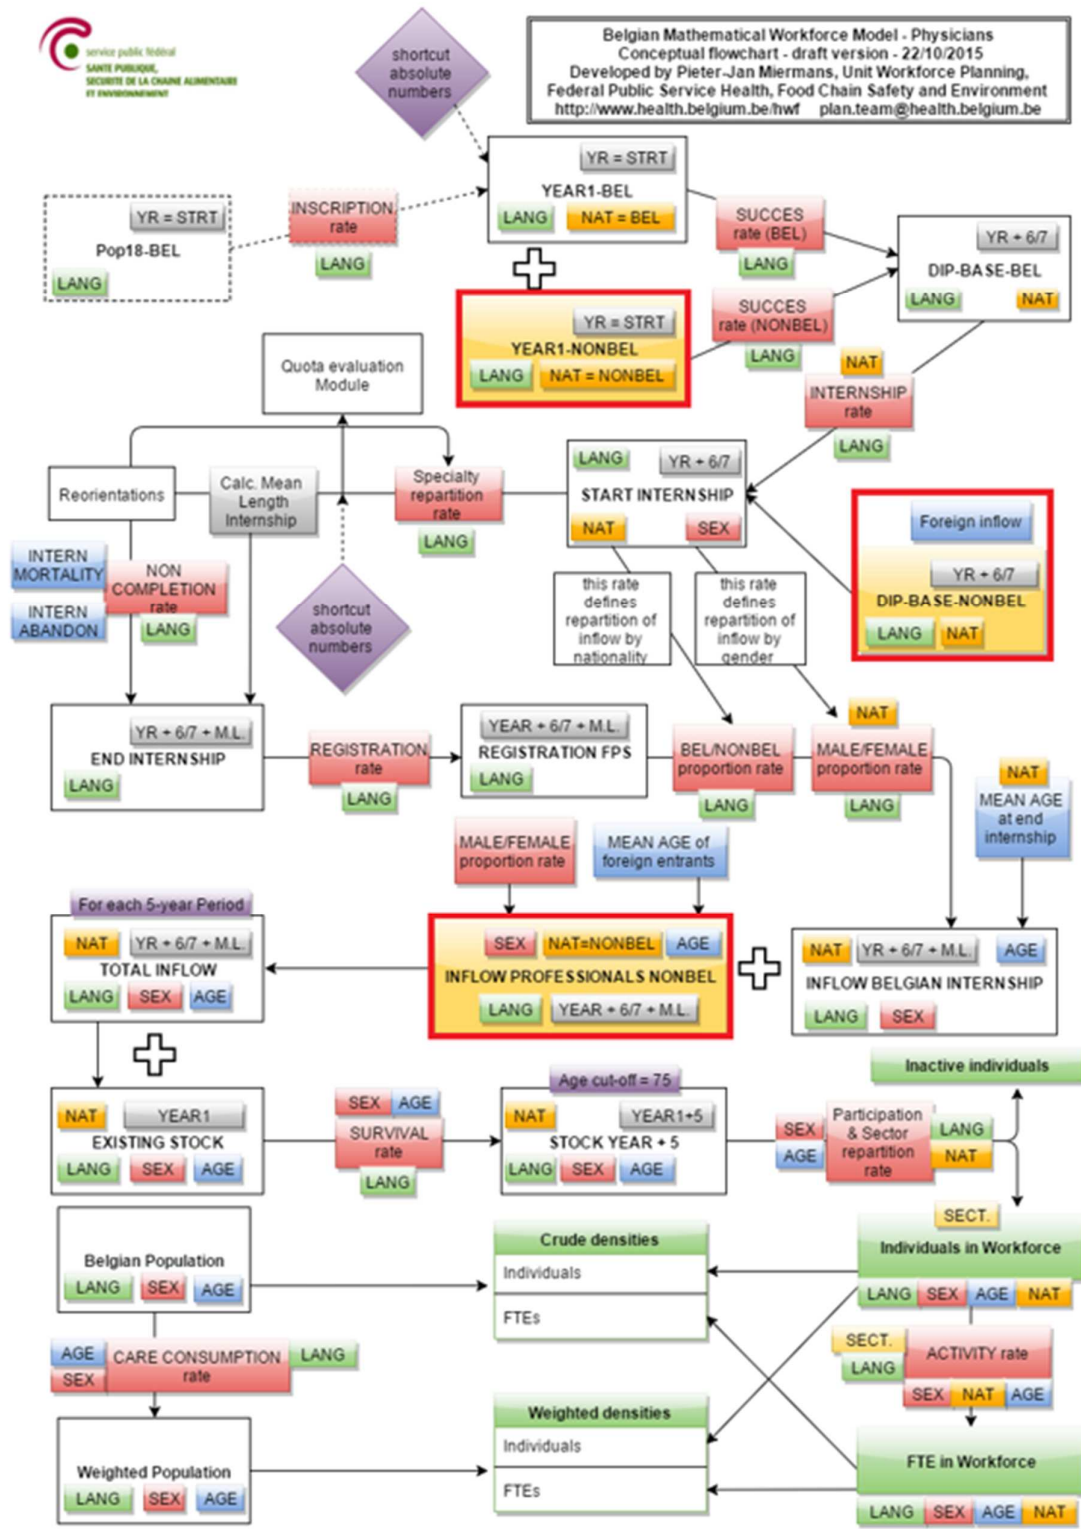 service public fédéral
SANTE PUBLIQUE,
SECURITE DE LA CHAINE ALIMENTAIRE
ET ENVIRONNEMENT
shortcut
absolute
numbers
Belgian Mathematical Workforce Model - Physicians
Conceptual flowchart - draft version - 22/10/2015
Developed by Pieter-Jan Miermans, Unit Workforce Planning,
Federal Public Service Health, Food Chain Safety and Environment
http://www.health.belgium.be/hwf plan.team@health.belgium.be
YR = STRT
YEAR1-BEL
LANG NAT = BEL
YR = STRT
Pop18-BEL
LANG
INSCRIPTION
rate
LANG
SUCCES
rate (BEL)
LANG
YR + 6/7
DIP-BASE-BEL
LANG NAT
YR = STRT
YEAR1-NONBEL
LANG NAT = NONBEL
SUCCES
rate (NONBEL)
LANG
NAT
INTERNSHIP
rate
LANG
Quota evaluation
Module
Reorientations
Calc. Mean
Length
Internship
Specialty
repartition
rate
LANG
LANG YR + 6/7
START INTERNSHIP
NAT SEX
Foreign inflow
YR + 6/7
DIP-BASE-NONBEL
LANG NAT
INTERN
MORTALITY
INTERN
ABANDON
NON
COMPLETION
rate
LANG
shortcut
absolute
numbers
this rate
defines
repartition of
inflow by
nationality
this rate
defines
repartition of
inflow by
gender
YR + 6/7 + M.L.
END INTERNSHIP
LANG
REGISTRATION
rate
LANG
YEAR + 6/7 + M.L.
REGISTRATION FPS
LANG
BEL/NONBEL
proportion rate
LANG
NAT
MALE/FEMALE
proportion rate
LANG
NAT
MEAN AGE
at end
internship
MALE/FEMALE
proportion rate
MEAN AGE of
foreign entrants
For each 5-year Period
NAT YR + 6/7 + M.L.
TOTAL INFLOW
LANG SEX AGE
SEX NAT=NONBEL AGE
INFLOW PROFESSIONALS NONBEL
LANG YEAR + 6/7 + M.L.
NAT YR + 6/7 + M.L. AGE
INFLOW BELGIAN INTERNSHIP
LANG SEX
Inactive individuals
NAT YEAR1
EXISTING STOCK
LANG SEX AGE
SEX AGE
SURVIVAL
rate
LANG
Age cut-off = 75
NAT YEAR1+5
STOCK YEAR + 5
LANG SEX AGE
SEX
AGE
Participation
& Sector
repartition
rate
LANG
NAT
SECT.
Individuals in Workforce
LANG SEX AGE NAT
Belgian Population
LANG SEX AGE
Crude densities
Individuals
FTEs
AGE
SEX
CARE CONSUMPTION
rate
LANG
SECT.
LANG
ACTIVITY rate
SEX NAT AGE
Weighted densities
Individuals
FTEs
Weighted Population
LANG SEX AGE
FTE in Workforce
LANG SEX AGE NAT